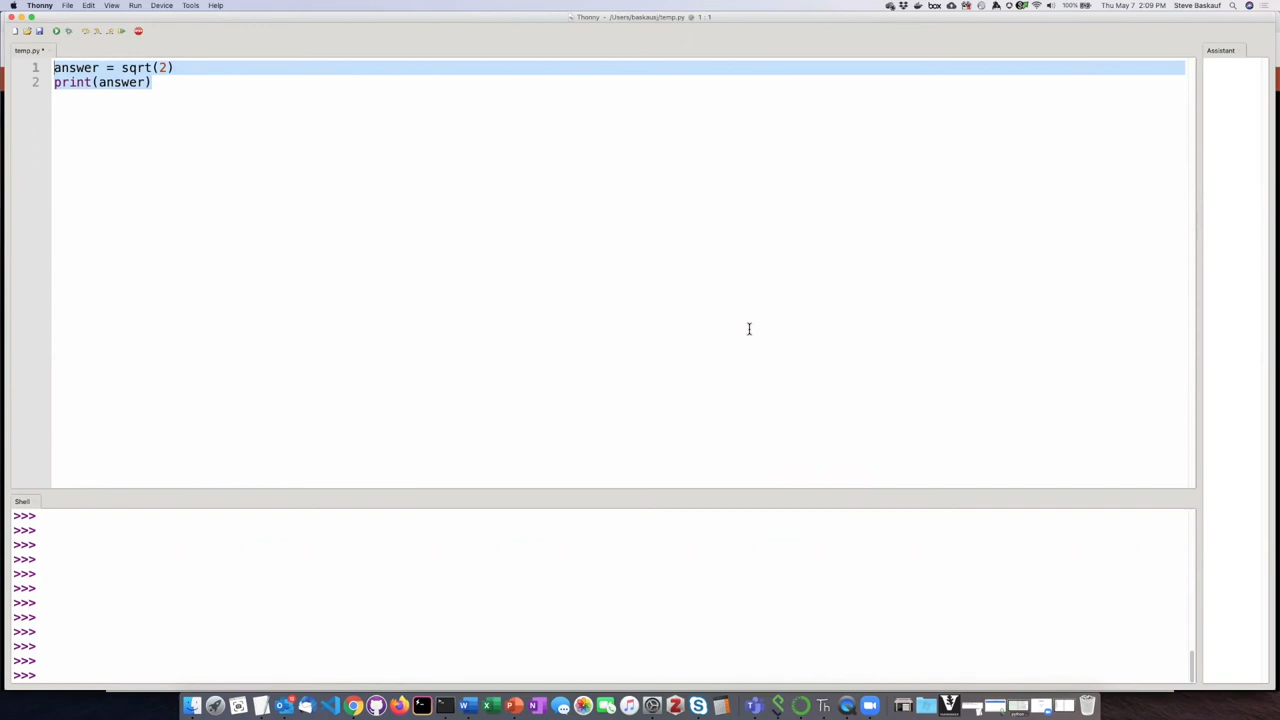 Thonny File Edit View Run Device Tools Help
100% Thu May 7 2:09 PM Steve Baskauf
Thonny - /Users/baskausj/temp.py @ 1 : 1
temp.py *
Assistant
1 answer = sqrt(2)
2 print(answer)
Shell
>>>
>>>
>>>
>>>
>>>
>>>
>>>
>>>
>>>
>>>
>>>
>>>